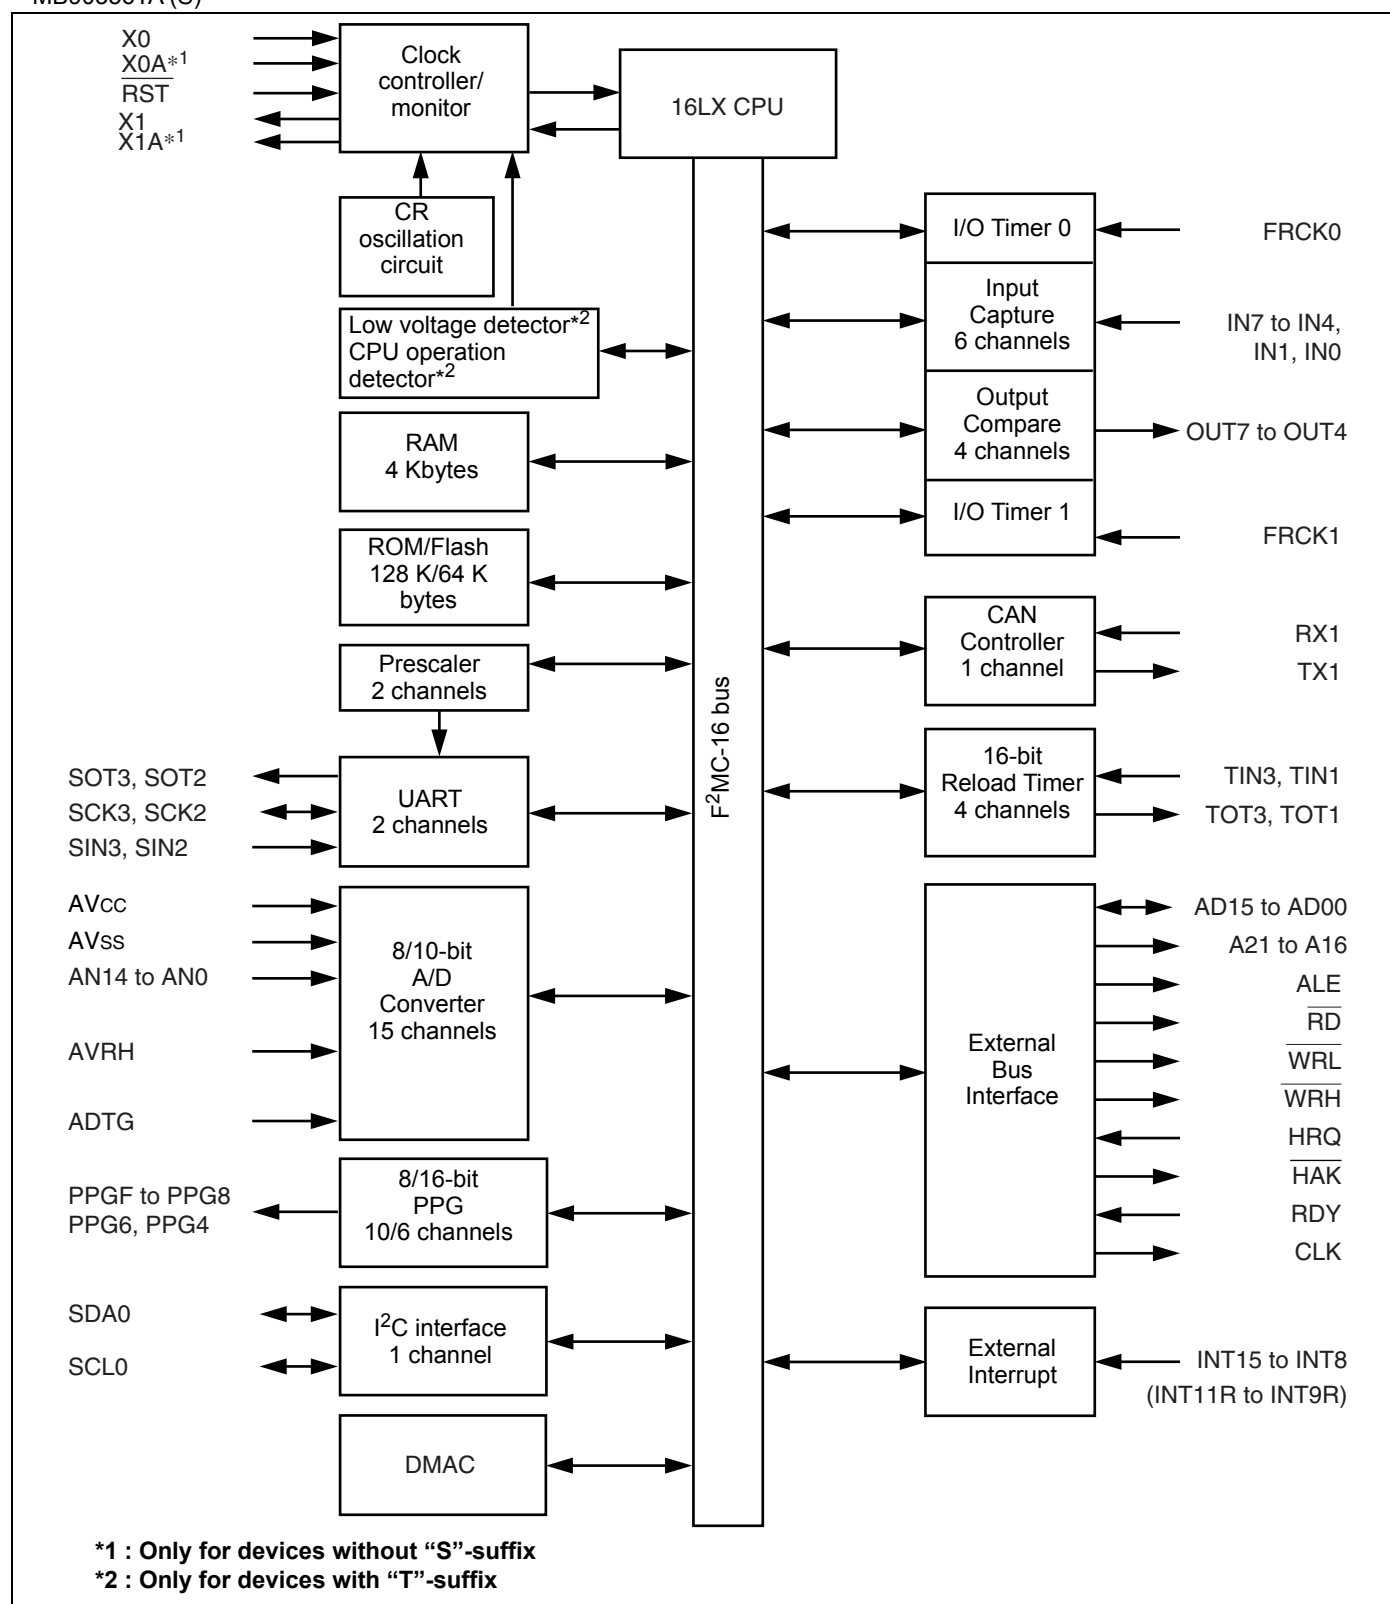 X0
X0A*1
RST
X1
X1A*1
Clock
controller/
monitor
16LX CPU
CR
oscillation
circuit
Low voltage detector*2
CPU operation
detector*2
RAM
4 Kbytes
ROM/Flash
128 K/64 K
bytes
Prescaler
2 channels
SOT3, SOT2
SCK3, SCK2
SIN3, SIN2
UART
2 channels
AVCC
AVSS
AN14 to AN0
AVRH
ADTG
8/10-bit
A/D
Converter
15 channels
PPGF to PPG8
PPG6, PPG4
8/16-bit
PPG
10/6 channels
SDA0
SCL0
I2C interface
1 channel
DMAC
F2MC-16 bus
I/O Timer 0
FRCK0
Input
Capture
6 channels
IN7 to IN4,
IN1, IN0
Output
Compare
4 channels
OUT7 to OUT4
I/O Timer 1
FRCK1
CAN
Controller
1 channel
RX1
TX1
16-bit
Reload Timer
4 channels
TIN3, TIN1
TOT3, TOT1
External
Bus
Interface
AD15 to AD00
A21 to A16
ALE
RD
WRL
WRH
HRQ
HAK
RDY
CLK
External
Interrupt
INT15 to INT8
(INT11R to INT9R)
*1 : Only for devices without “S”-suffix
*2 : Only for devices with “T”-suffix